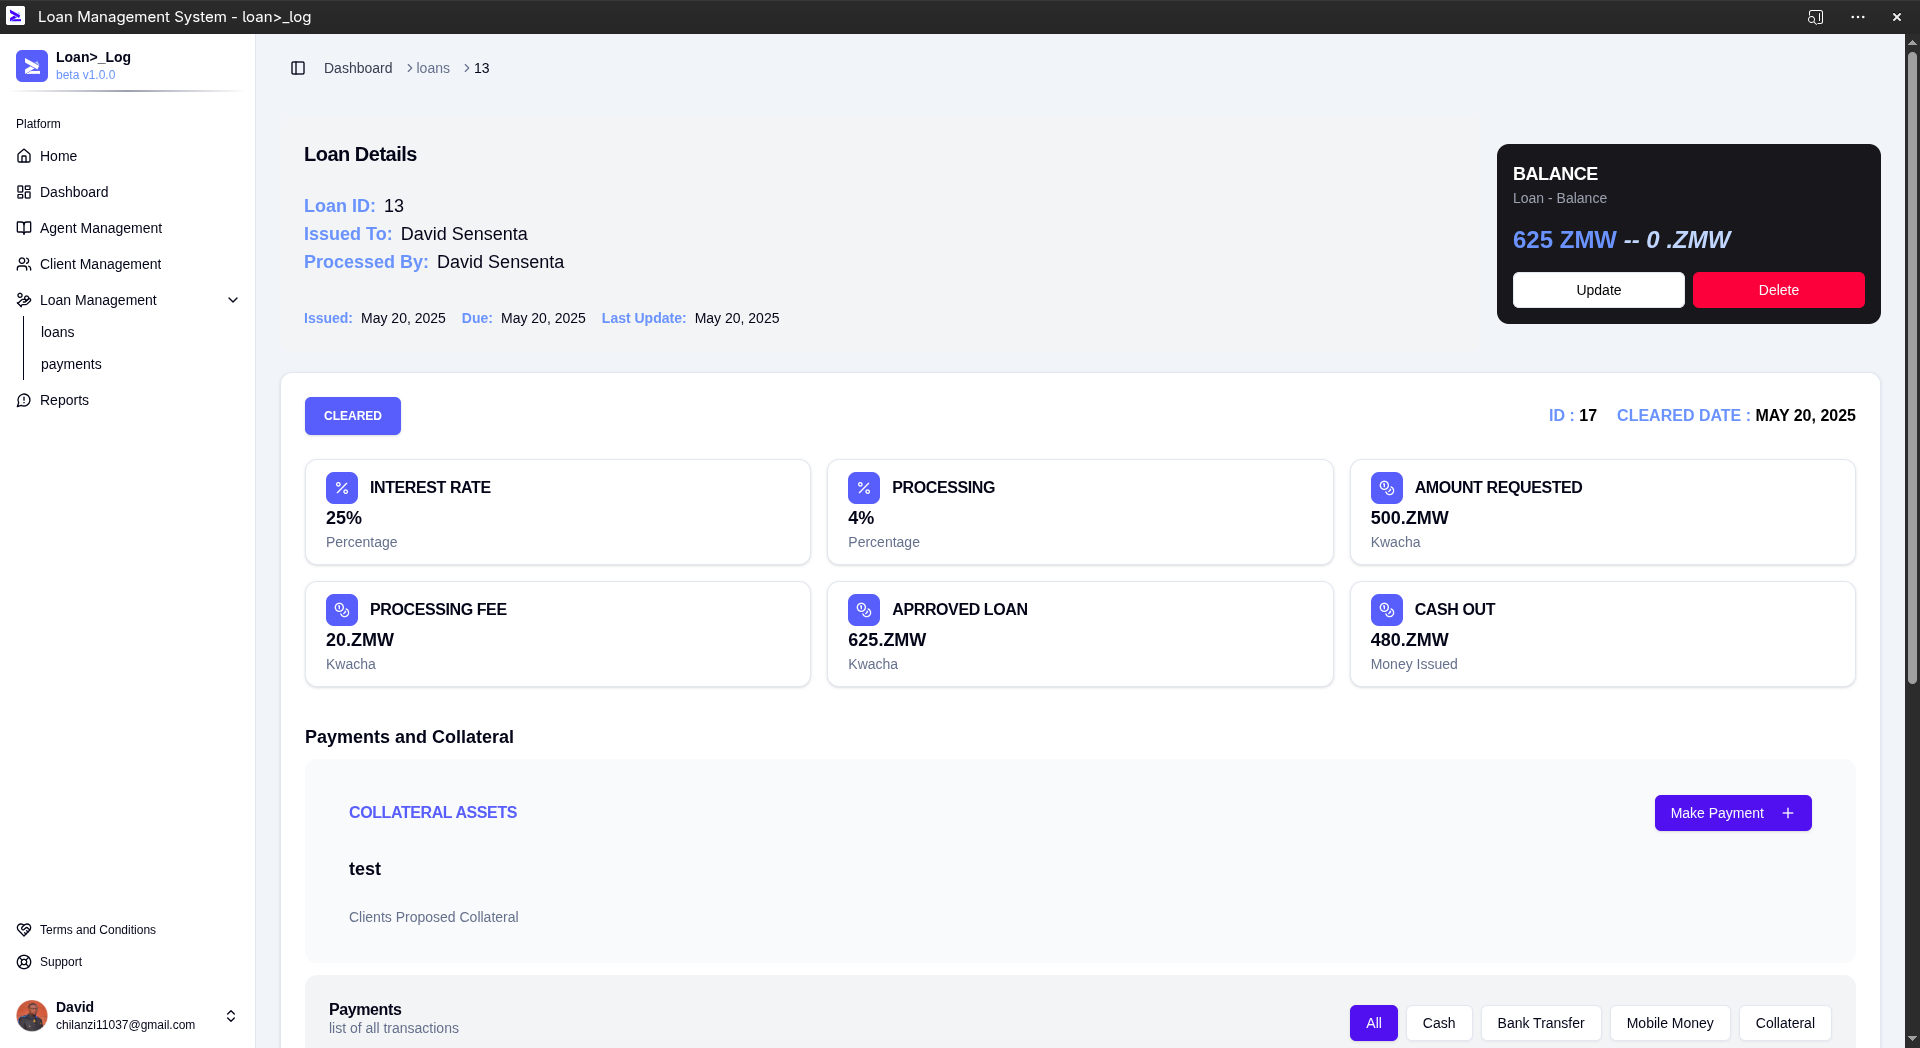 Loan Management System - loan>_log
Loan>_Log
beta v1.0.0
Platform
Home
Dashboard
Agent Management
Client Management
Loan Management
loans
payments
Reports
Terms and Conditions
Support
David
chilanzi11037@gmail.com
Dashboard > loans > 13
Loan Details
Loan ID: 13
Issued To: David Sensenta
Processed By: David Sensenta
Issued: May 20, 2025 Due: May 20, 2025 Last Update: May 20, 2025
BALANCE
Loan - Balance
625 ZMW -- 0 .ZMW
Update Delete
CLEARED
ID : 17 CLEARED DATE : MAY 20, 2025
INTEREST RATE
25%
Percentage
PROCESSING
4%
Percentage
AMOUNT REQUESTED
500.ZMW
Kwacha
PROCESSING FEE
20.ZMW
Kwacha
APRROVED LOAN
625.ZMW
Kwacha
CASH OUT
480.ZMW
Money Issued
Payments and Collateral
COLLATERAL ASSETS
Make Payment +
test
Clients Proposed Collateral
Payments
list of all transactions
All Cash Bank Transfer Mobile Money Collateral